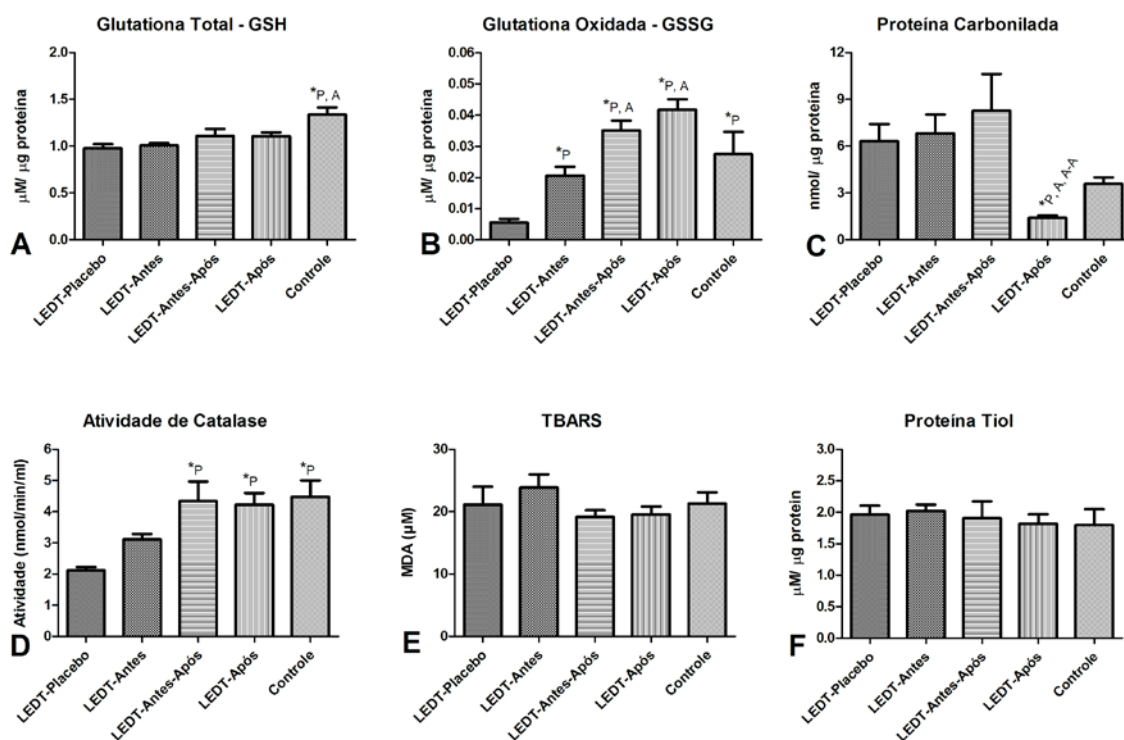 Glutationa Total - GSH
µM/ µg proteína
2.0
1.5
1.0
0.5
0.0
*P, A
A
LEDT-Placebo
LEDT-Antes
LEDT-Antes-Após
LEDT-Após
Controle
Glutationa Oxidada - GSSG
µM/ µg proteína
0.06
0.05
0.04
0.03
0.02
0.01
0.00
*P
*P, A
*P, A
*P
B
LEDT-Placebo
LEDT-Antes
LEDT-Antes-Após
LEDT-Após
Controle
Proteína Carbonilada
nmol/ µg proteína
12
9
6
3
0
*P, A, A-A
C
LEDT-Placebo
LEDT-Antes
LEDT-Antes-Após
LEDT-Após
Controle
Atividade de Catalase
Atividade (nmol/min/ml)
6
5
4
3
2
1
0
*P
*P
*P
D
LEDT-Placebo
LEDT-Antes
LEDT-Antes-Após
LEDT-Após
Controle
TBARS
MDA (µM)
30
20
10
0
E
LEDT-Placebo
LEDT-Antes
LEDT-Antes-Após
LEDT-Após
Controle
Proteína Tiol
µM/ µg protein
3.0
2.5
2.0
1.5
1.0
0.5
0.0
F
LEDT-Placebo
LEDT-Antes
LEDT-Antes-Após
LEDT-Após
Controle